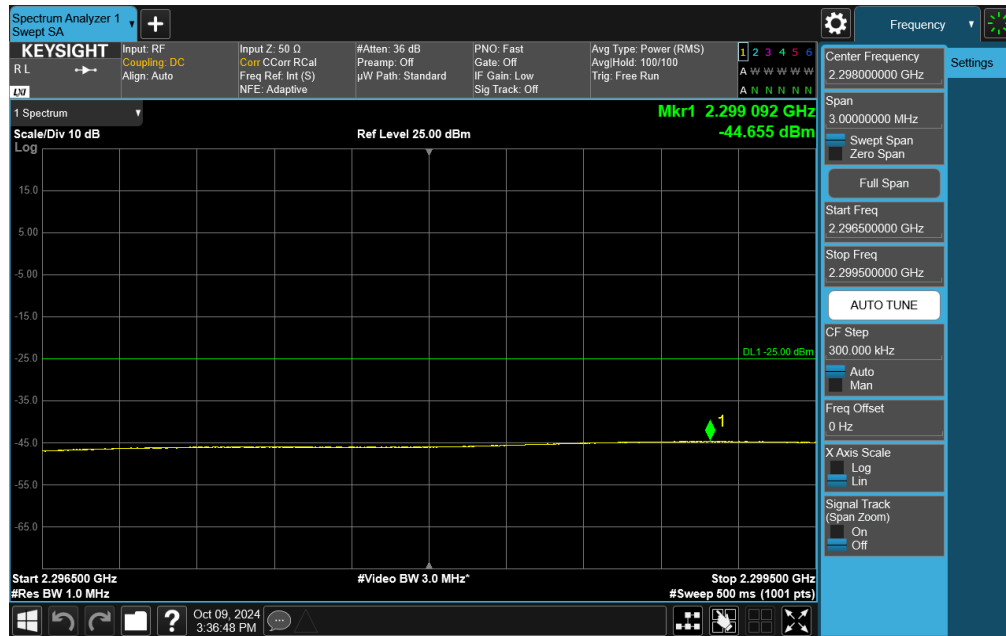 Spectrum Analyzer 1
Swept SA
Frequency
KEYSIGHT
R L
LXI
Input: RF
Coupling: DC
Align: Auto
Input Z: 50 Ω
Corr CCorr RCal
Freq Ref: Int (S)
NFE: Adaptive
#Atten: 36 dB
Preamp: Off
µW Path: Standard
PNO: Fast
Gate: Off
IF Gain: Low
Sig Track: Off
Avg Type: Power (RMS)
Avg|Hold: 100/100
Trig: Free Run
1 2 3 4 5 6
A W W W W W
A N N N N N
1 Spectrum
Scale/Div 10 dB
Log
Ref Level 25.00 dBm
Mkr1 2.299 092 GHz
-44.655 dBm
15.0
5.00
-5.00
-15.0
-25.0
-35.0
-45.0
-55.0
-65.0
DL1 -25.00 dBm
1
Start 2.296500 GHz
#Res BW 1.0 MHz
#Video BW 3.0 MHz*
Stop 2.299500 GHz
#Sweep 500 ms (1001 pts)
Oct 09, 2024
3:36:48 PM
?
Center Frequency
2.298000000 GHz
Span
3.00000000 MHz
Swept Span
Zero Span
Full Span
Start Freq
2.296500000 GHz
Stop Freq
2.299500000 GHz
AUTO TUNE
CF Step
300.000 kHz
Auto
Man
Freq Offset
0 Hz
X Axis Scale
Log
Lin
Signal Track
(Span Zoom)
On
Off
Settings